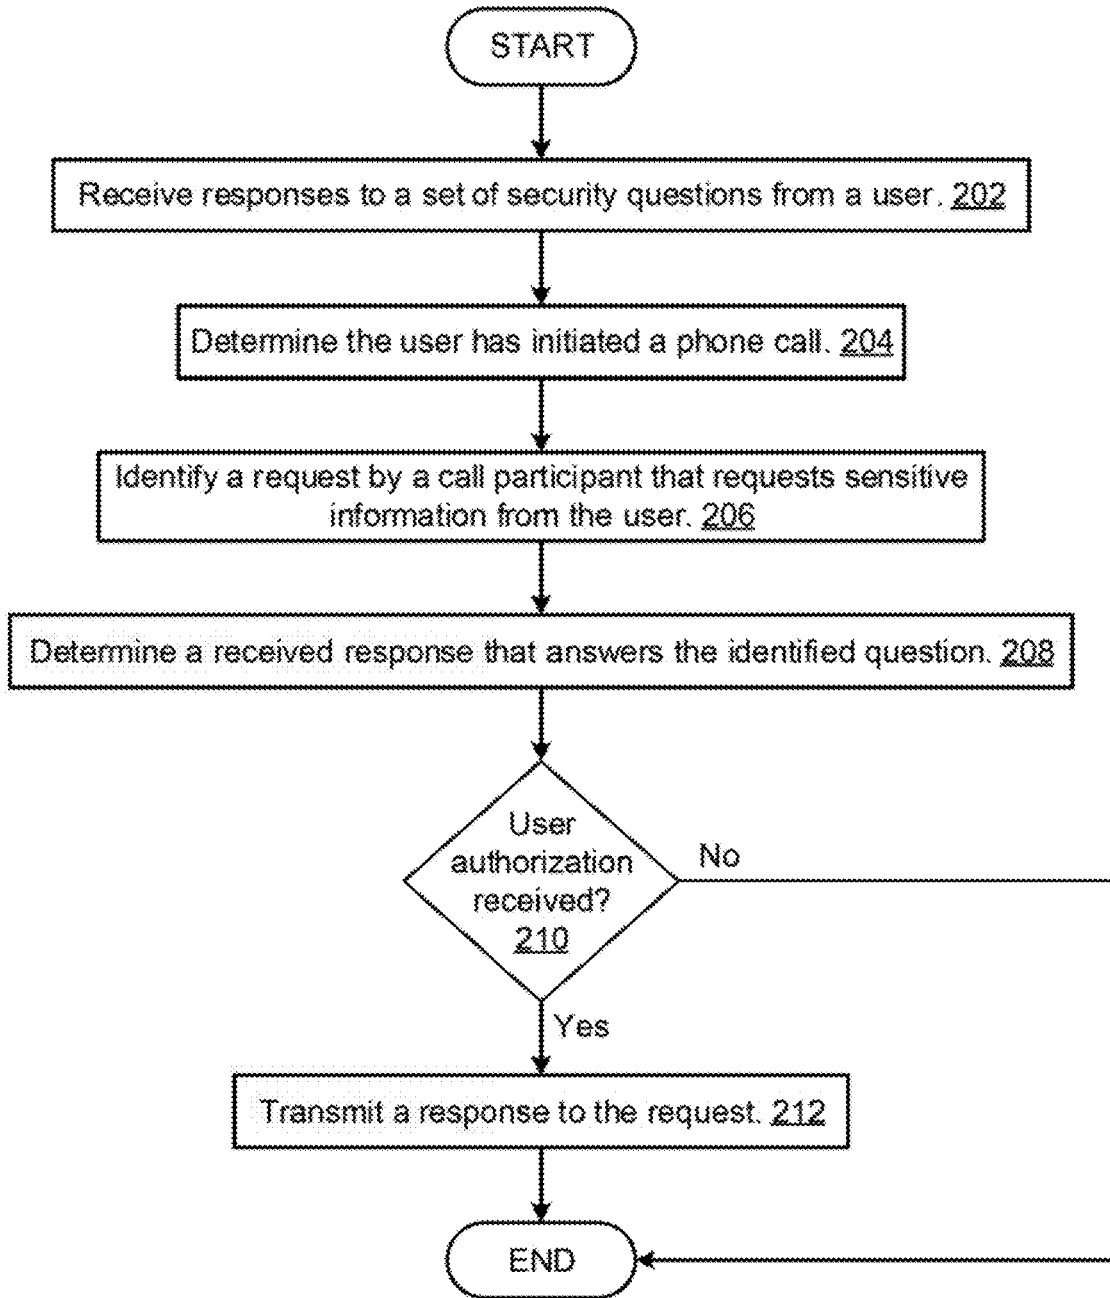 START
Receive responses to a set of security questions from a user. 202
Determine the user has initiated a phone call. 204
Identify a request by a call participant that requests sensitive
information from the user. 206
Determine a received response that answers the identified question. 208
User
authorization
received?
210
No
Yes
Transmit a response to the request. 212
END